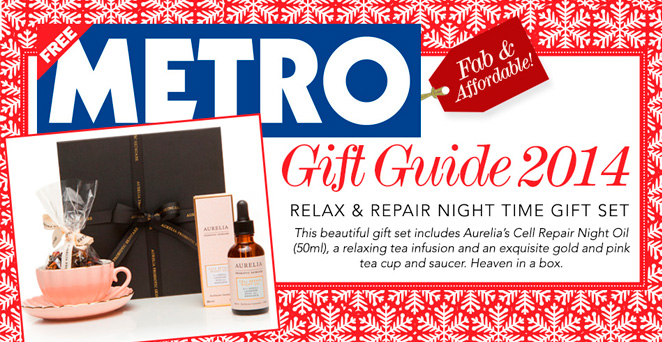 FREE
METRO
Fab &
Affordable!
Gift Guide 2014
RELAX & REPAIR NIGHT TIME GIFT SET
This beautiful gift set includes Aurelia's Cell Repair Night Oil
(50ml), a relaxing tea infusion and an exquisite gold and pink
tea cup and saucer. Heaven in a box.
AURELIA
AURELIA